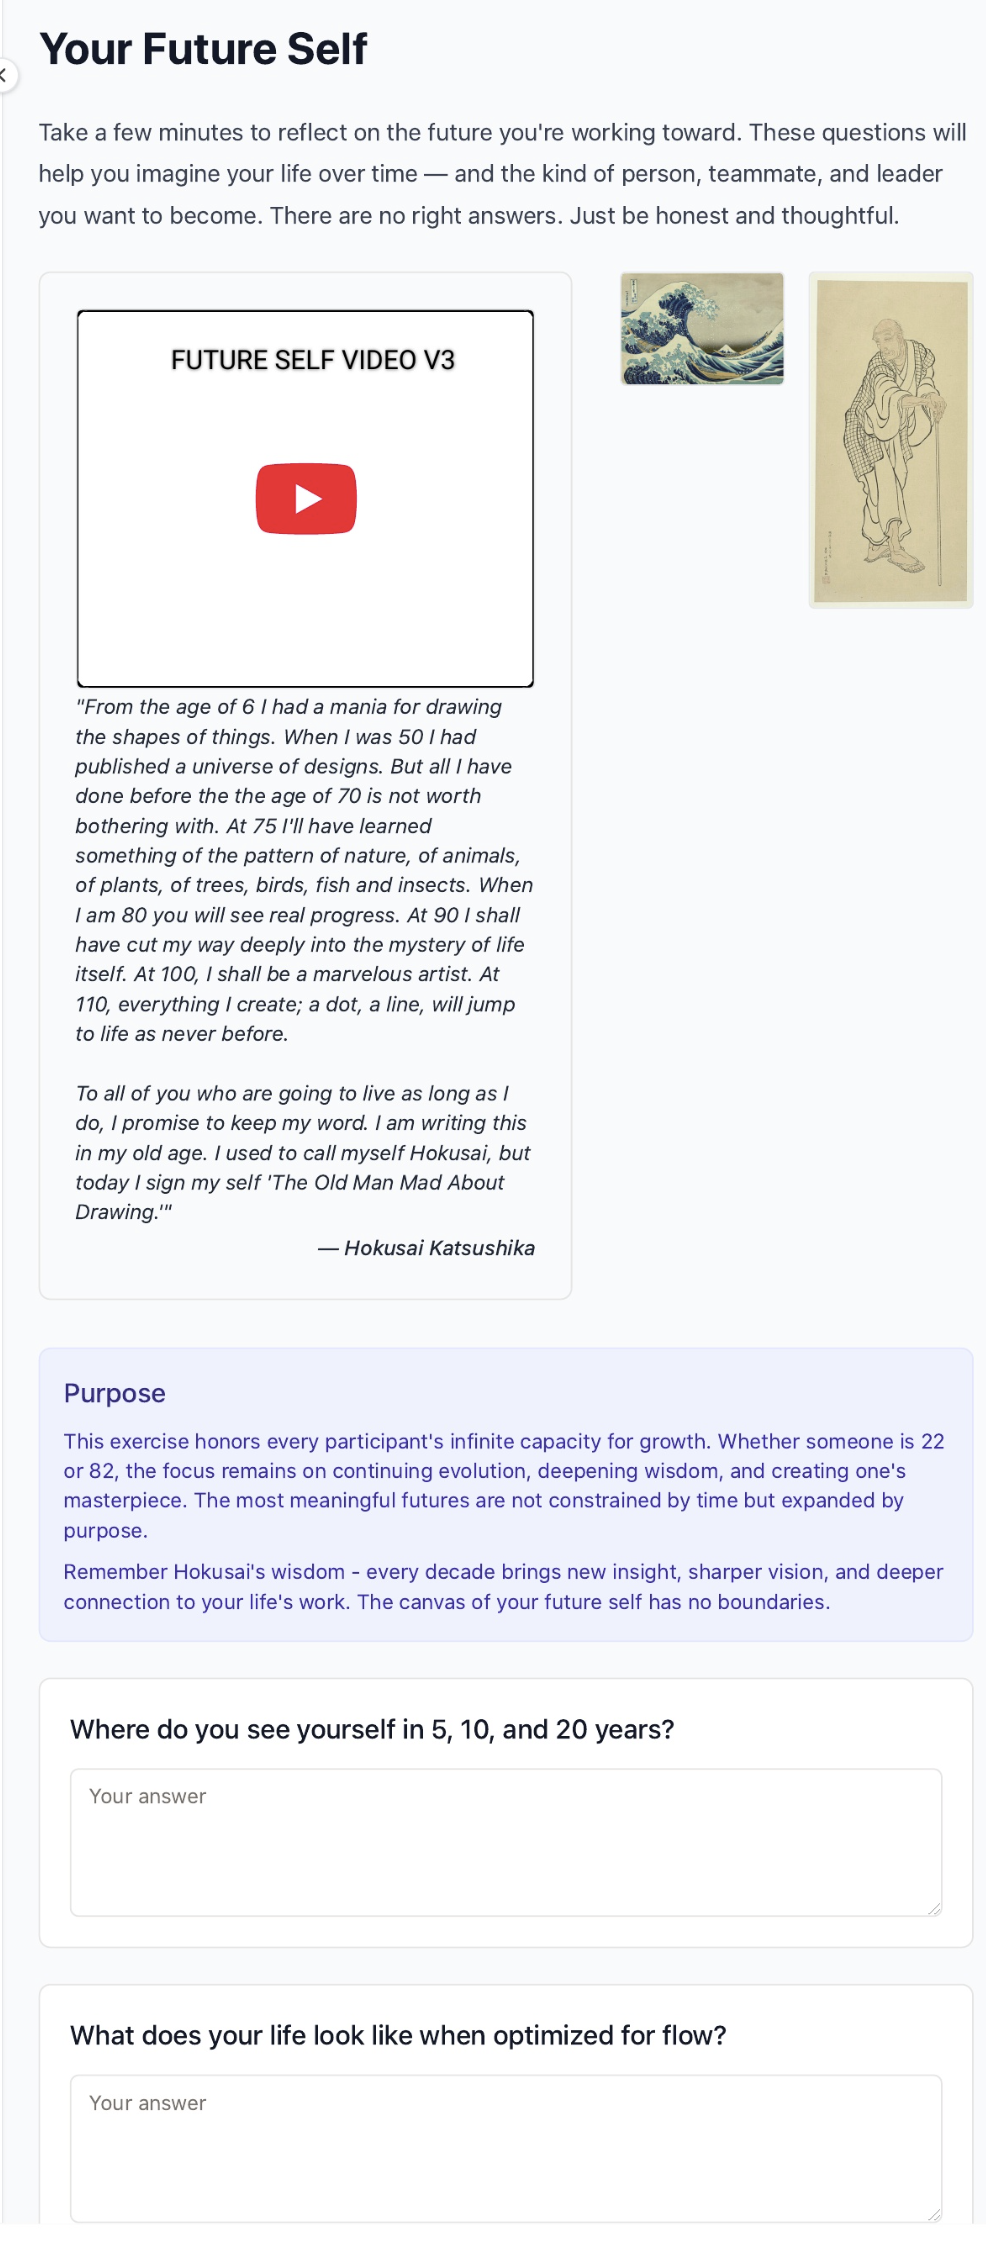 Your Future Self
Take a few minutes to reflect on the future you're working toward. These questions will
help you imagine your life over time — and the kind of person, teammate, and leader
you want to become. There are no right answers. Just be honest and thoughtful.
FUTURE SELF VIDEO V3
"From the age of 6 I had a mania for drawing
the shapes of things. When I was 50 I had
published a universe of designs. But all I have
done before the the age of 70 is not worth
bothering with. At 75 I'll have learned
something of the pattern of nature, of animals,
of plants, of trees, birds, fish and insects. When
I am 80 you will see real progress. At 90 I shall
have cut my way deeply into the mystery of life
itself. At 100, I shall be a marvelous artist. At
110, everything I create; a dot, a line, will jump
to life as never before.
To all of you who are going to live as long as I
do, I promise to keep my word. I am writing this
in my old age. I used to call myself Hokusai, but
today I sign my self 'The Old Man Mad About
Drawing.'"
— Hokusai Katsushika
Purpose
This exercise honors every participant's infinite capacity for growth. Whether someone is 22
or 82, the focus remains on continuing evolution, deepening wisdom, and creating one's
masterpiece. The most meaningful futures are not constrained by time but expanded by
purpose.
Remember Hokusai's wisdom - every decade brings new insight, sharper vision, and deeper
connection to your life's work. The canvas of your future self has no boundaries.
Where do you see yourself in 5, 10, and 20 years?
Your answer
What does your life look like when optimized for flow?
Your answer